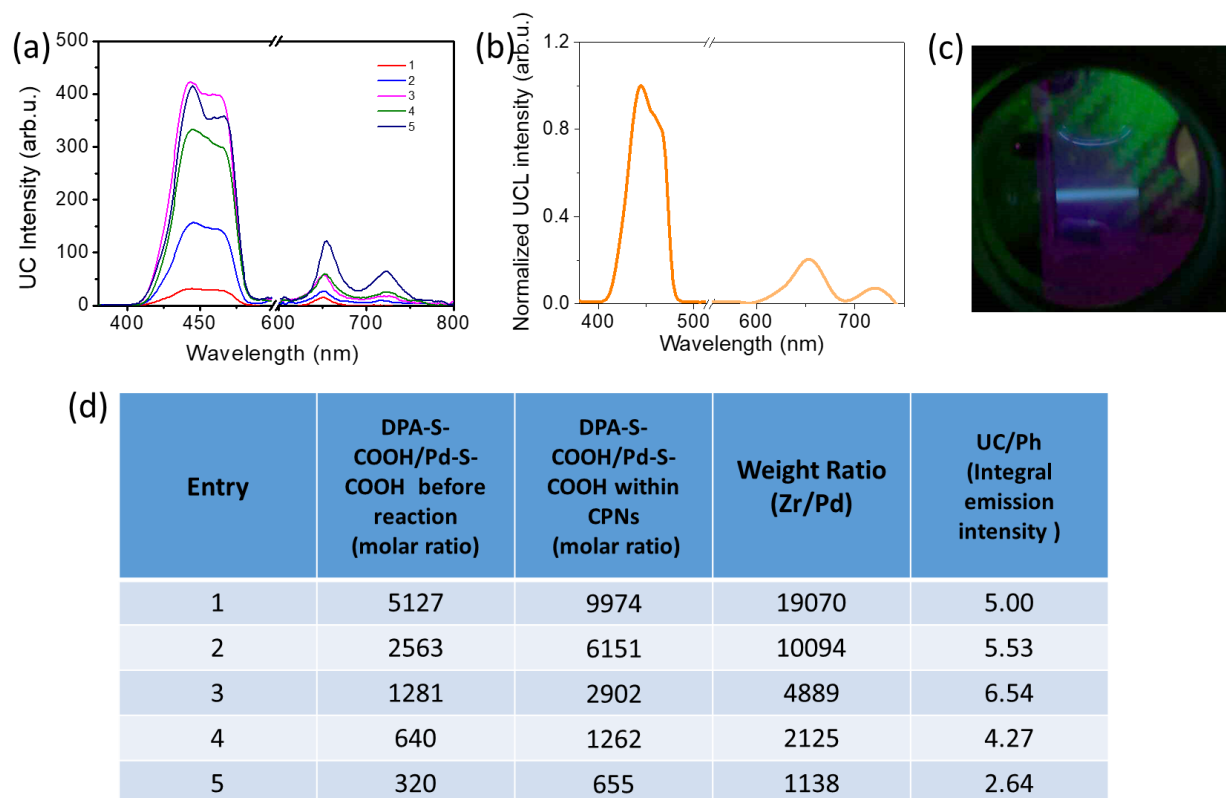 (a)
500
400
300
200
100
0
UC Intensity (arb.u.)
1
2
3
4
5
400
450
600
700
800
Wavelength (nm)
(b)
1.2
0.8
0.4
0.0
Normalized UCL intensity (arb.u.)
400
500
600
700
Wavelength (nm)
(c)
(d)
Entry
DPA-S-
COOH/Pd-S-
COOH before
reaction
(molar ratio)
DPA-S-
COOH/Pd-S-
COOH within
CPNs
(molar ratio)
Weight Ratio
(Zr/Pd)
UC/Ph
(Integral
emission
intensity )
1 5127 9974 19070 5.00
2 2563 6151 10094 5.53
3 1281 2902 4889 6.54
4 640 1262 2125 4.27
5 320 655 1138 2.64